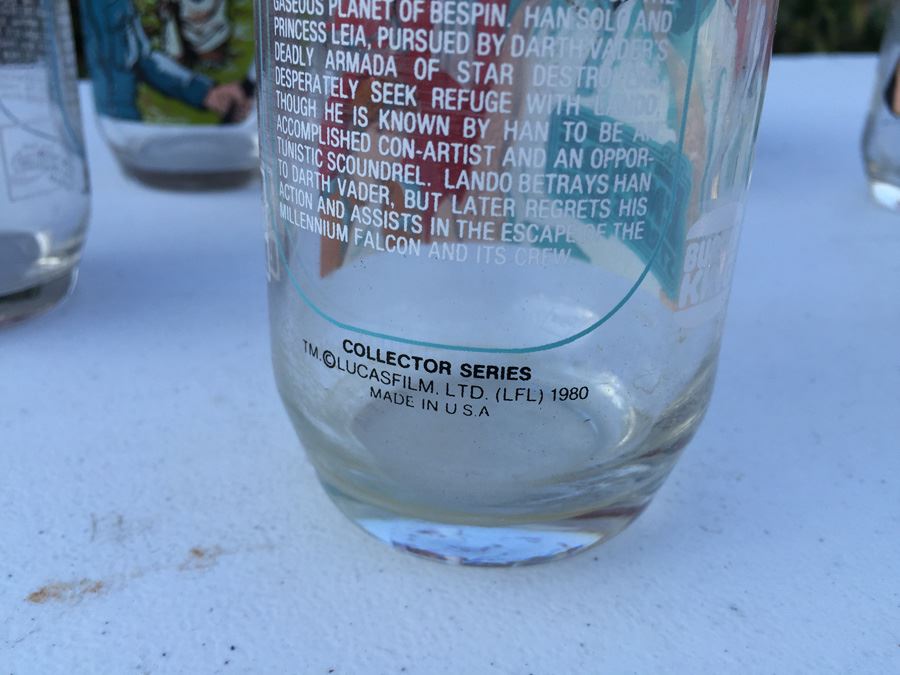 GASEOUS PLANET OF BESPIN. HAN SOLO AND
PRINCESS LEIA, PURSUED BY DARTH VADER'S
DEADLY ARMADA OF STAR
DESPERATELY SEEK REFUGE WITH LANDO,
THOUGH HE IS KNOWN BY HAN TO BE AN
ACCOMPLISHED CON-ARTIST AND AN OPPOR-
TUNISTIC SCOUNDREL. LANDO BETRAYS HAN
TO DARTH VADER, BUT LATER REGRETS HIS
ACTION AND ASSISTS IN THE ESCAPE OF THE
MILLENNIUM FALCON AND ITS CREW.
COLLECTOR SERIES
TM.©LUCASFILM. LTD. (LFL) 1980
MADE IN U.S.A